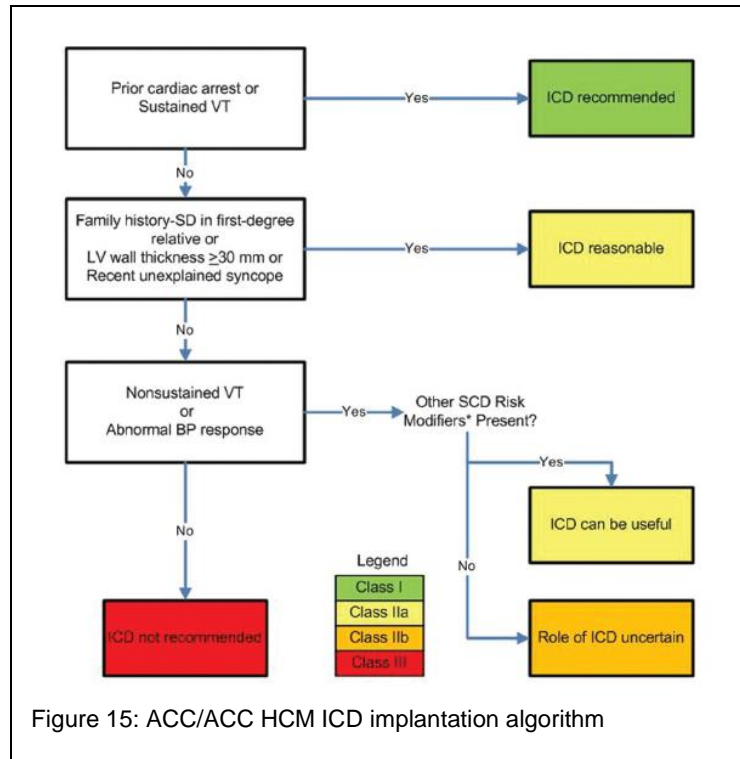 Prior cardiac arrest or
Sustained VT
Yes
ICD recommended
No
Family history-SD in first-degree
relative or
LV wall thickness ≥30 mm or
Recent unexplained syncope
Yes
ICD reasonable
No
Nonsustained VT
or
Abnormal BP response
Yes
Other SCD Risk
Modifiers* Present?
Yes
ICD can be useful
No
No
Role of ICD uncertain
ICD not recommended
Legend
Class I
Class IIa
Class IIb
Class III
Figure 15: ACC/ACC HCM ICD implantation algorithm